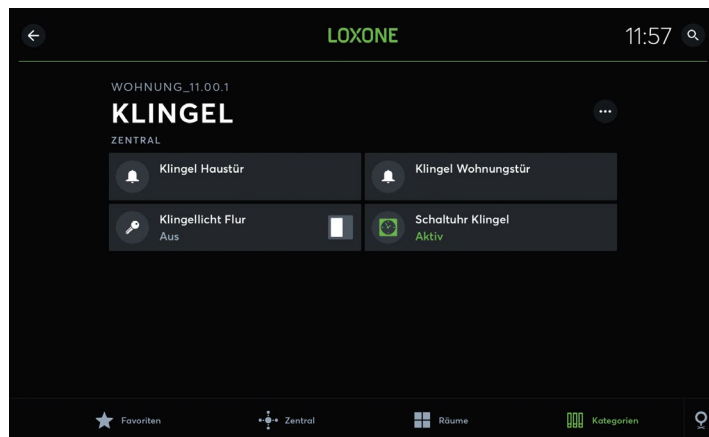 LOXONE
11:57
WOHNUNG_11.00.1
KLINGEL
ZENTRAL
Klingel Haustür
Klingel Wohnungstür
Klingellicht Flur
Aus
Schaltuhr Klingel
Aktiv
Favoriten
Zentral
Räume
Kategorien